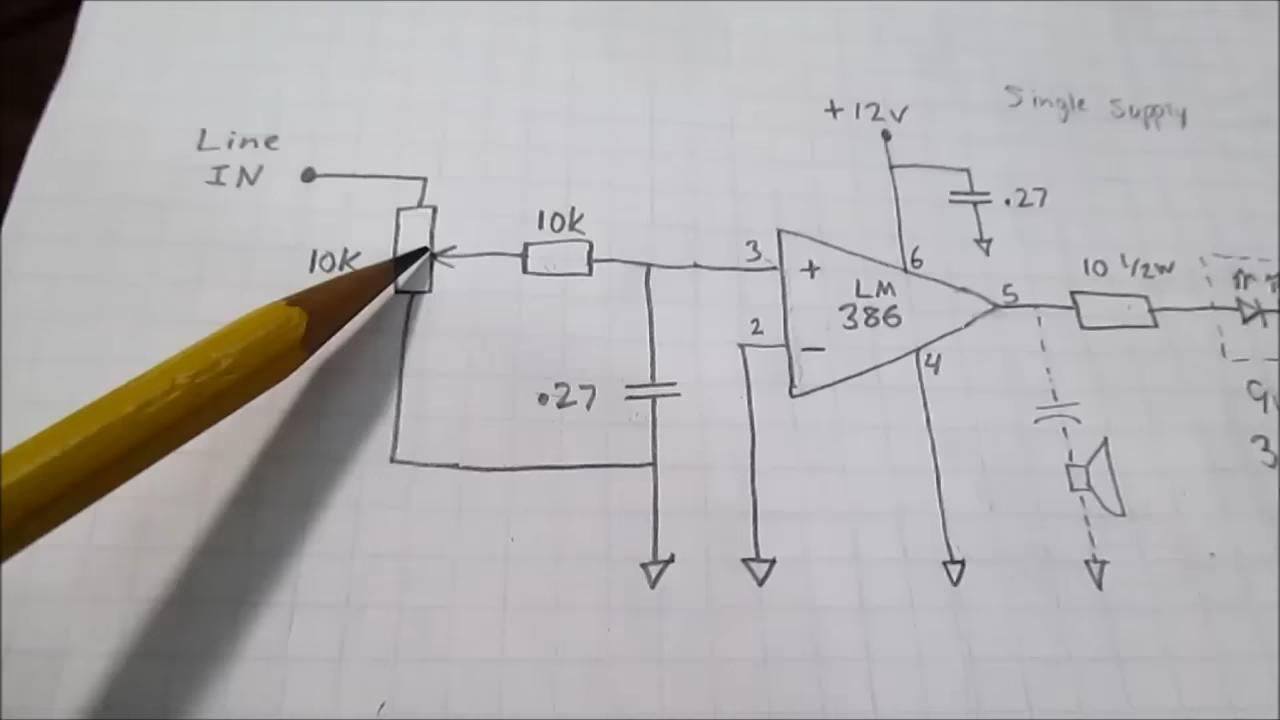 Single Supply
+12V
Line
IN
.27
10K
10K
3
6
10 1/2W
+
LM
386
5
2
−
4
.27
3